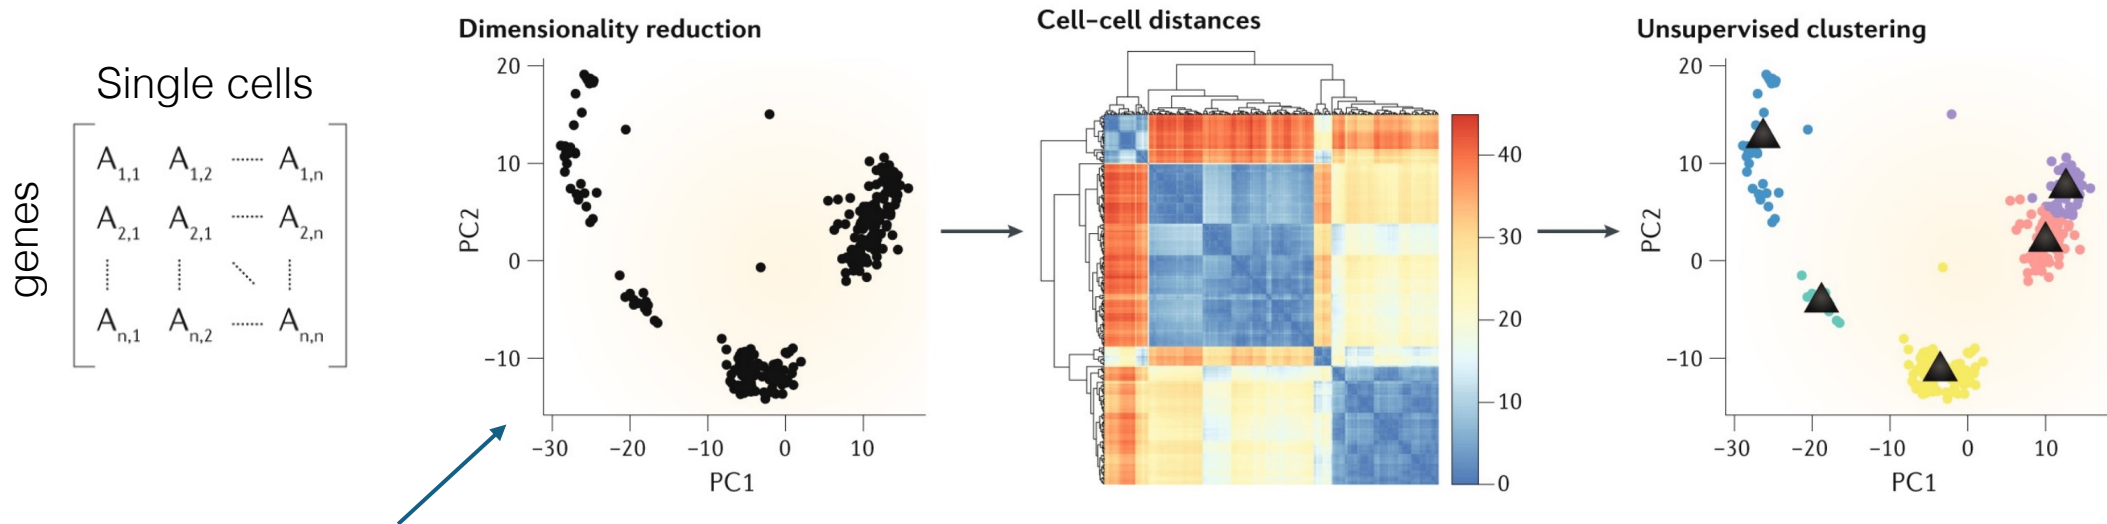 Single cells
genes
A1,1 A1,2 ........ A1,n
A2,1 A2,1 ........ A2,n
An,1 An,2 ........ An,n
Dimensionality reduction
20
10
0
−10
PC2
−30 −20 −10 0 10
PC1
Cell–cell distances
40
30
20
10
0
Unsupervised clustering
20
10
0
−10
PC2
−30 −20 −10 0 10
PC1